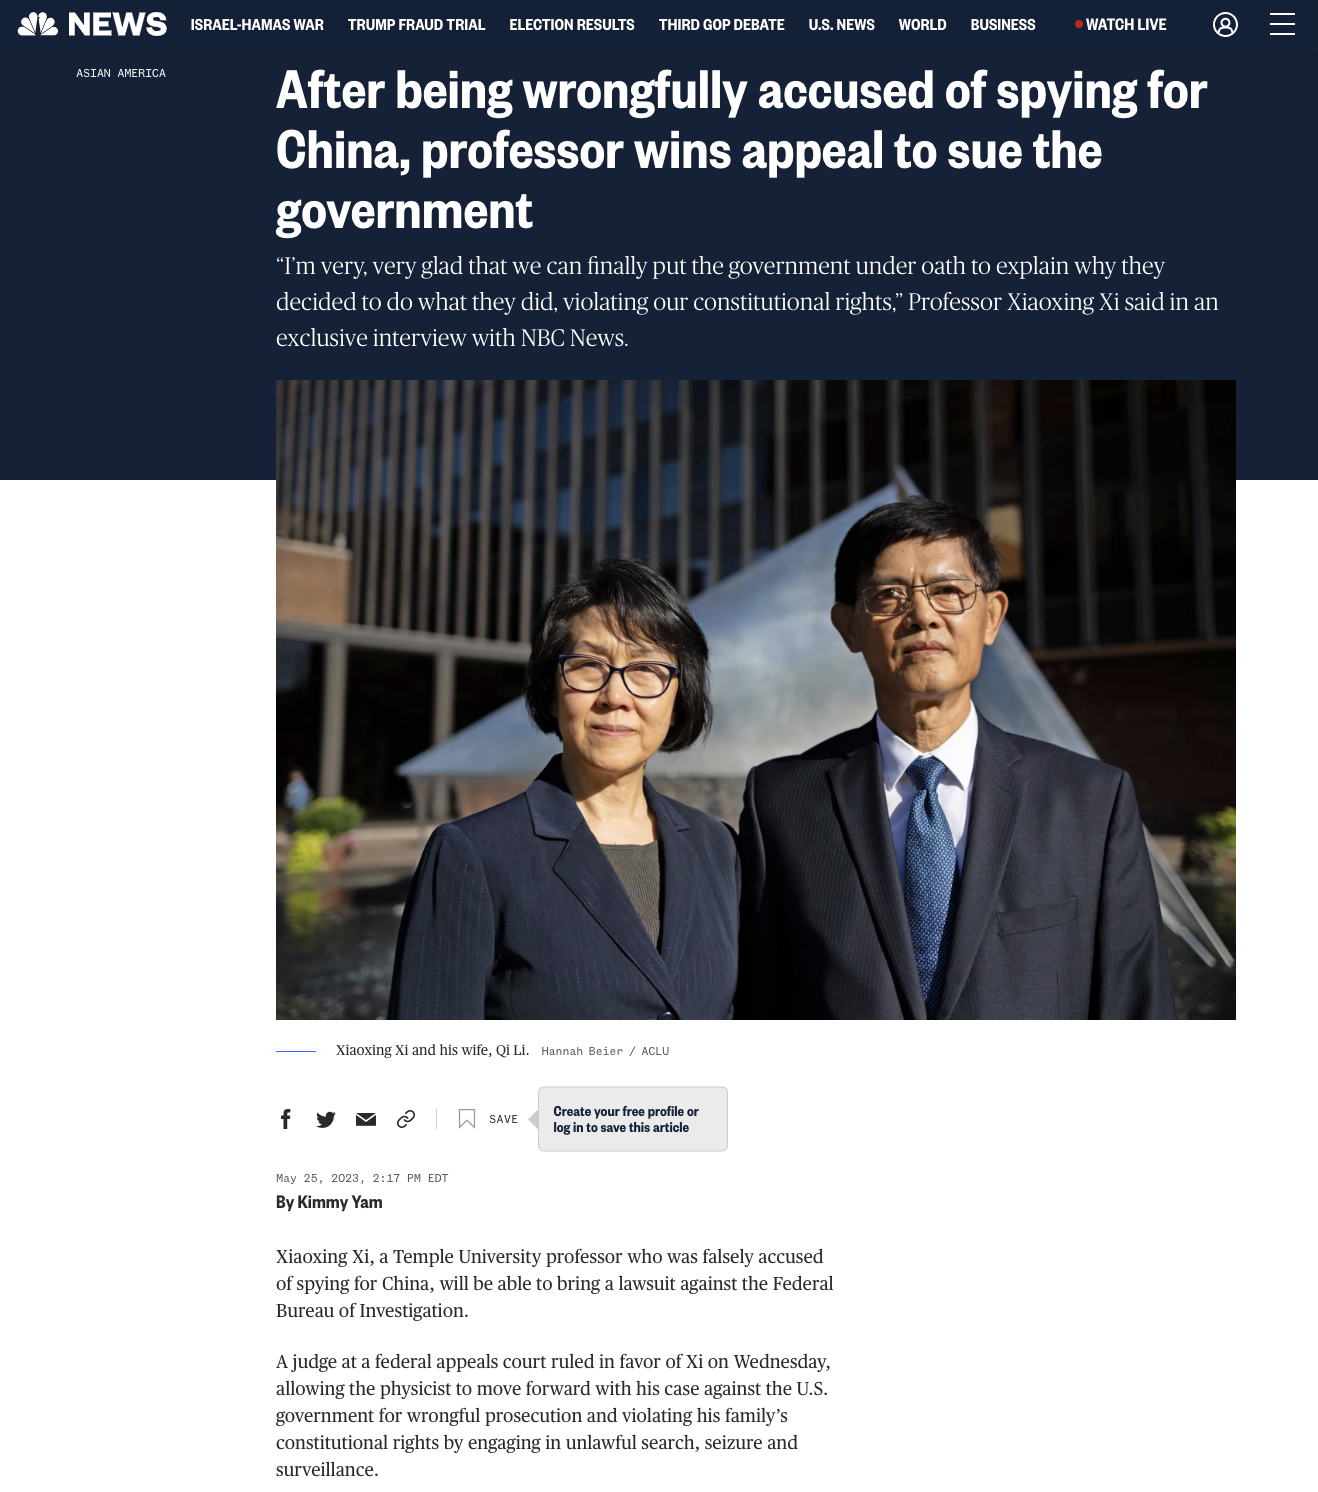 NEWS
ISRAEL-HAMAS WAR
TRUMP FRAUD TRIAL
ELECTION RESULTS
THIRD GOP DEBATE
U.S. NEWS
WORLD
BUSINESS
WATCH LIVE
ASIAN AMERICA
After being wrongfully accused of spying for
China, professor wins appeal to sue the
government
“I’m very, very glad that we can finally put the government under oath to explain why they
decided to do what they did, violating our constitutional rights,” Professor Xiaoxing Xi said in an
exclusive interview with NBC News.
Xiaoxing Xi and his wife, Qi Li. Hannah Beier / ACLU
SAVE
Create your free profile or
log in to save this article
May 25, 2023, 2:17 PM EDT
By Kimmy Yam
Xiaoxing Xi, a Temple University professor who was falsely accused
of spying for China, will be able to bring a lawsuit against the Federal
Bureau of Investigation.
A judge at a federal appeals court ruled in favor of Xi on Wednesday,
allowing the physicist to move forward with his case against the U.S.
government for wrongful prosecution and violating his family’s
constitutional rights by engaging in unlawful search, seizure and
surveillance.